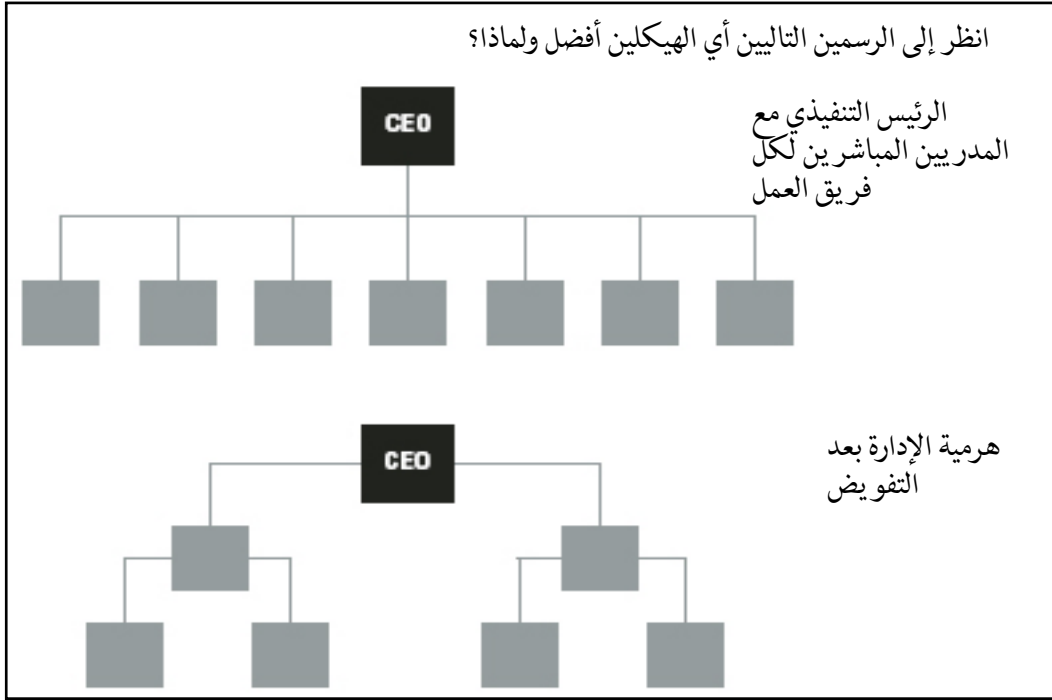 انظر إلى الرسمين التاليين أي الهيكلين أفضل ولماذا؟
CEO
الرئيس التنفيذي مع
المدريين المباشرين لكل
فريق العمل
CEO
هرمية الإدارة بعد
التفويض